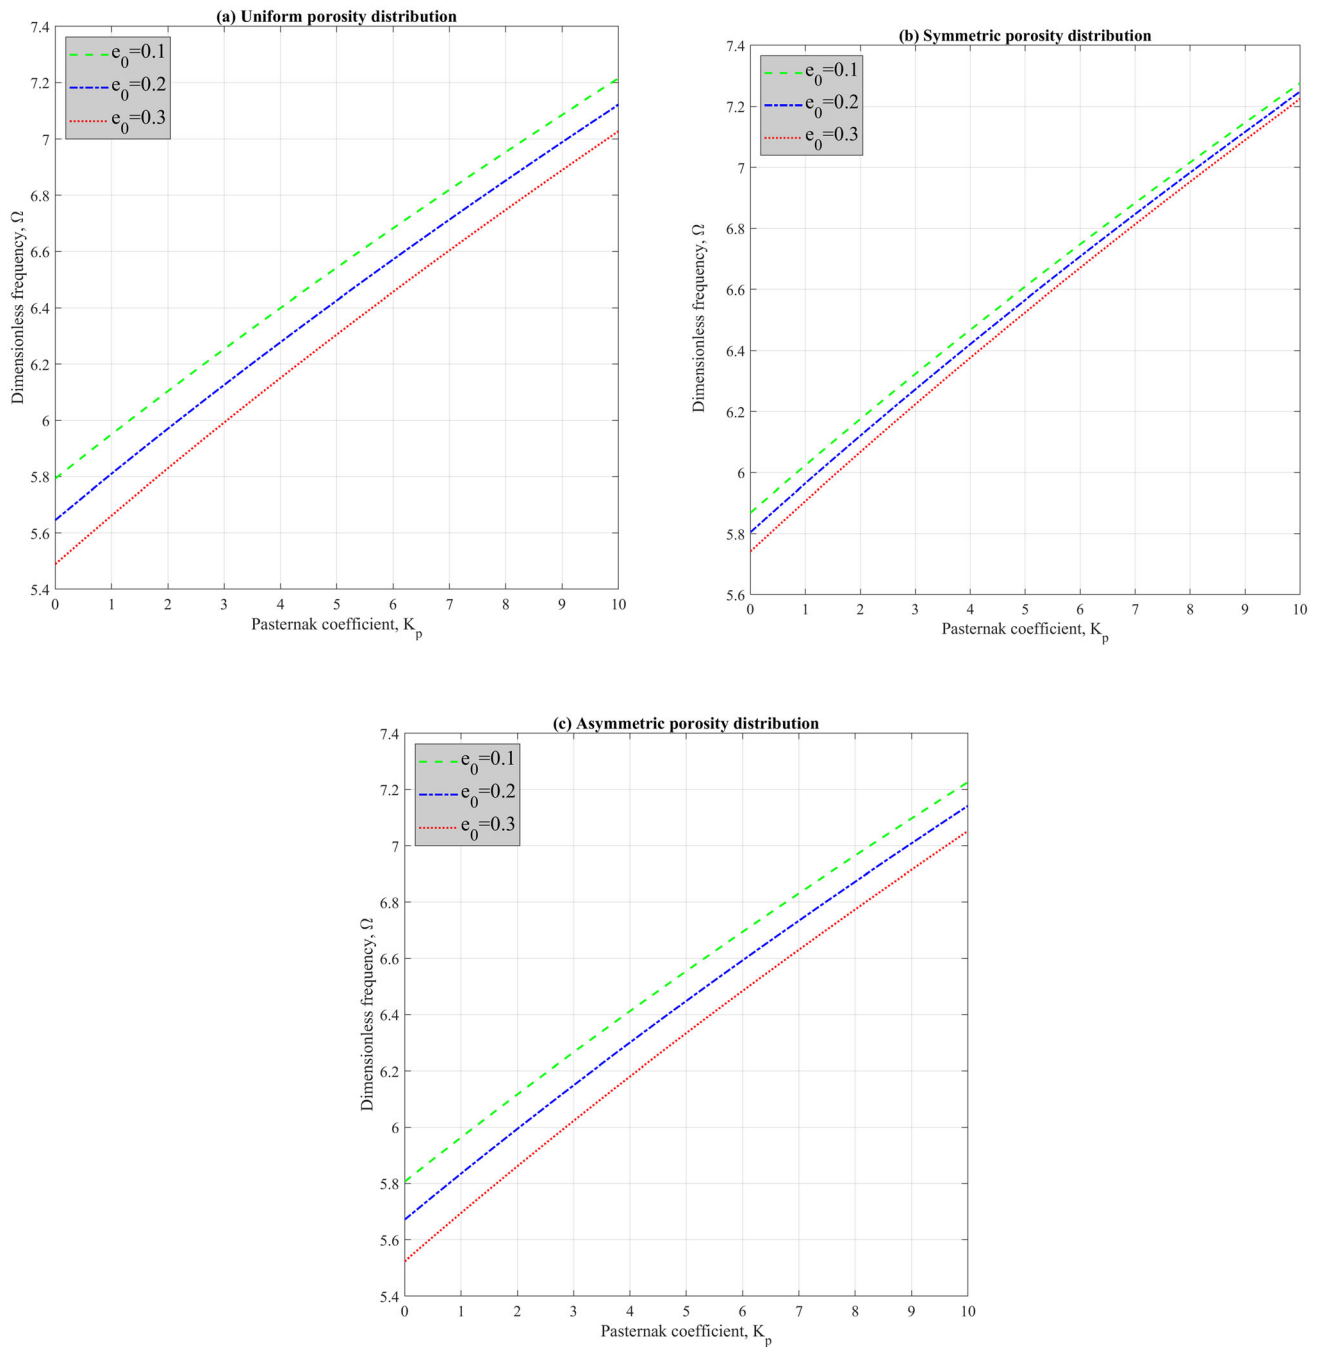 (a) Uniform porosity distribution
7.4
7.2
7
6.8
6.6
6.4
6.2
6
5.8
5.6
5.4
Dimensionless frequency, Ω
e0=0.1
e0=0.2
e0=0.3
0 1 2 3 4 5 6 7 8 9 10
Pasternak coefficient, Kp
(b) Symmetric porosity distribution
7.4
7.2
7
6.8
6.6
6.4
6.2
6
5.8
5.6
Dimensionless frequency, Ω
e0=0.1
e0=0.2
e0=0.3
0 1 2 3 4 5 6 7 8 9 10
Pasternak coefficient, Kp
(c) Asymmetric porosity distribution
7.4
7.2
7
6.8
6.6
6.4
6.2
6
5.8
5.6
5.4
Dimensionless frequency, Ω
e0=0.1
e0=0.2
e0=0.3
0 1 2 3 4 5 6 7 8 9 10
Pasternak coefficient, Kp